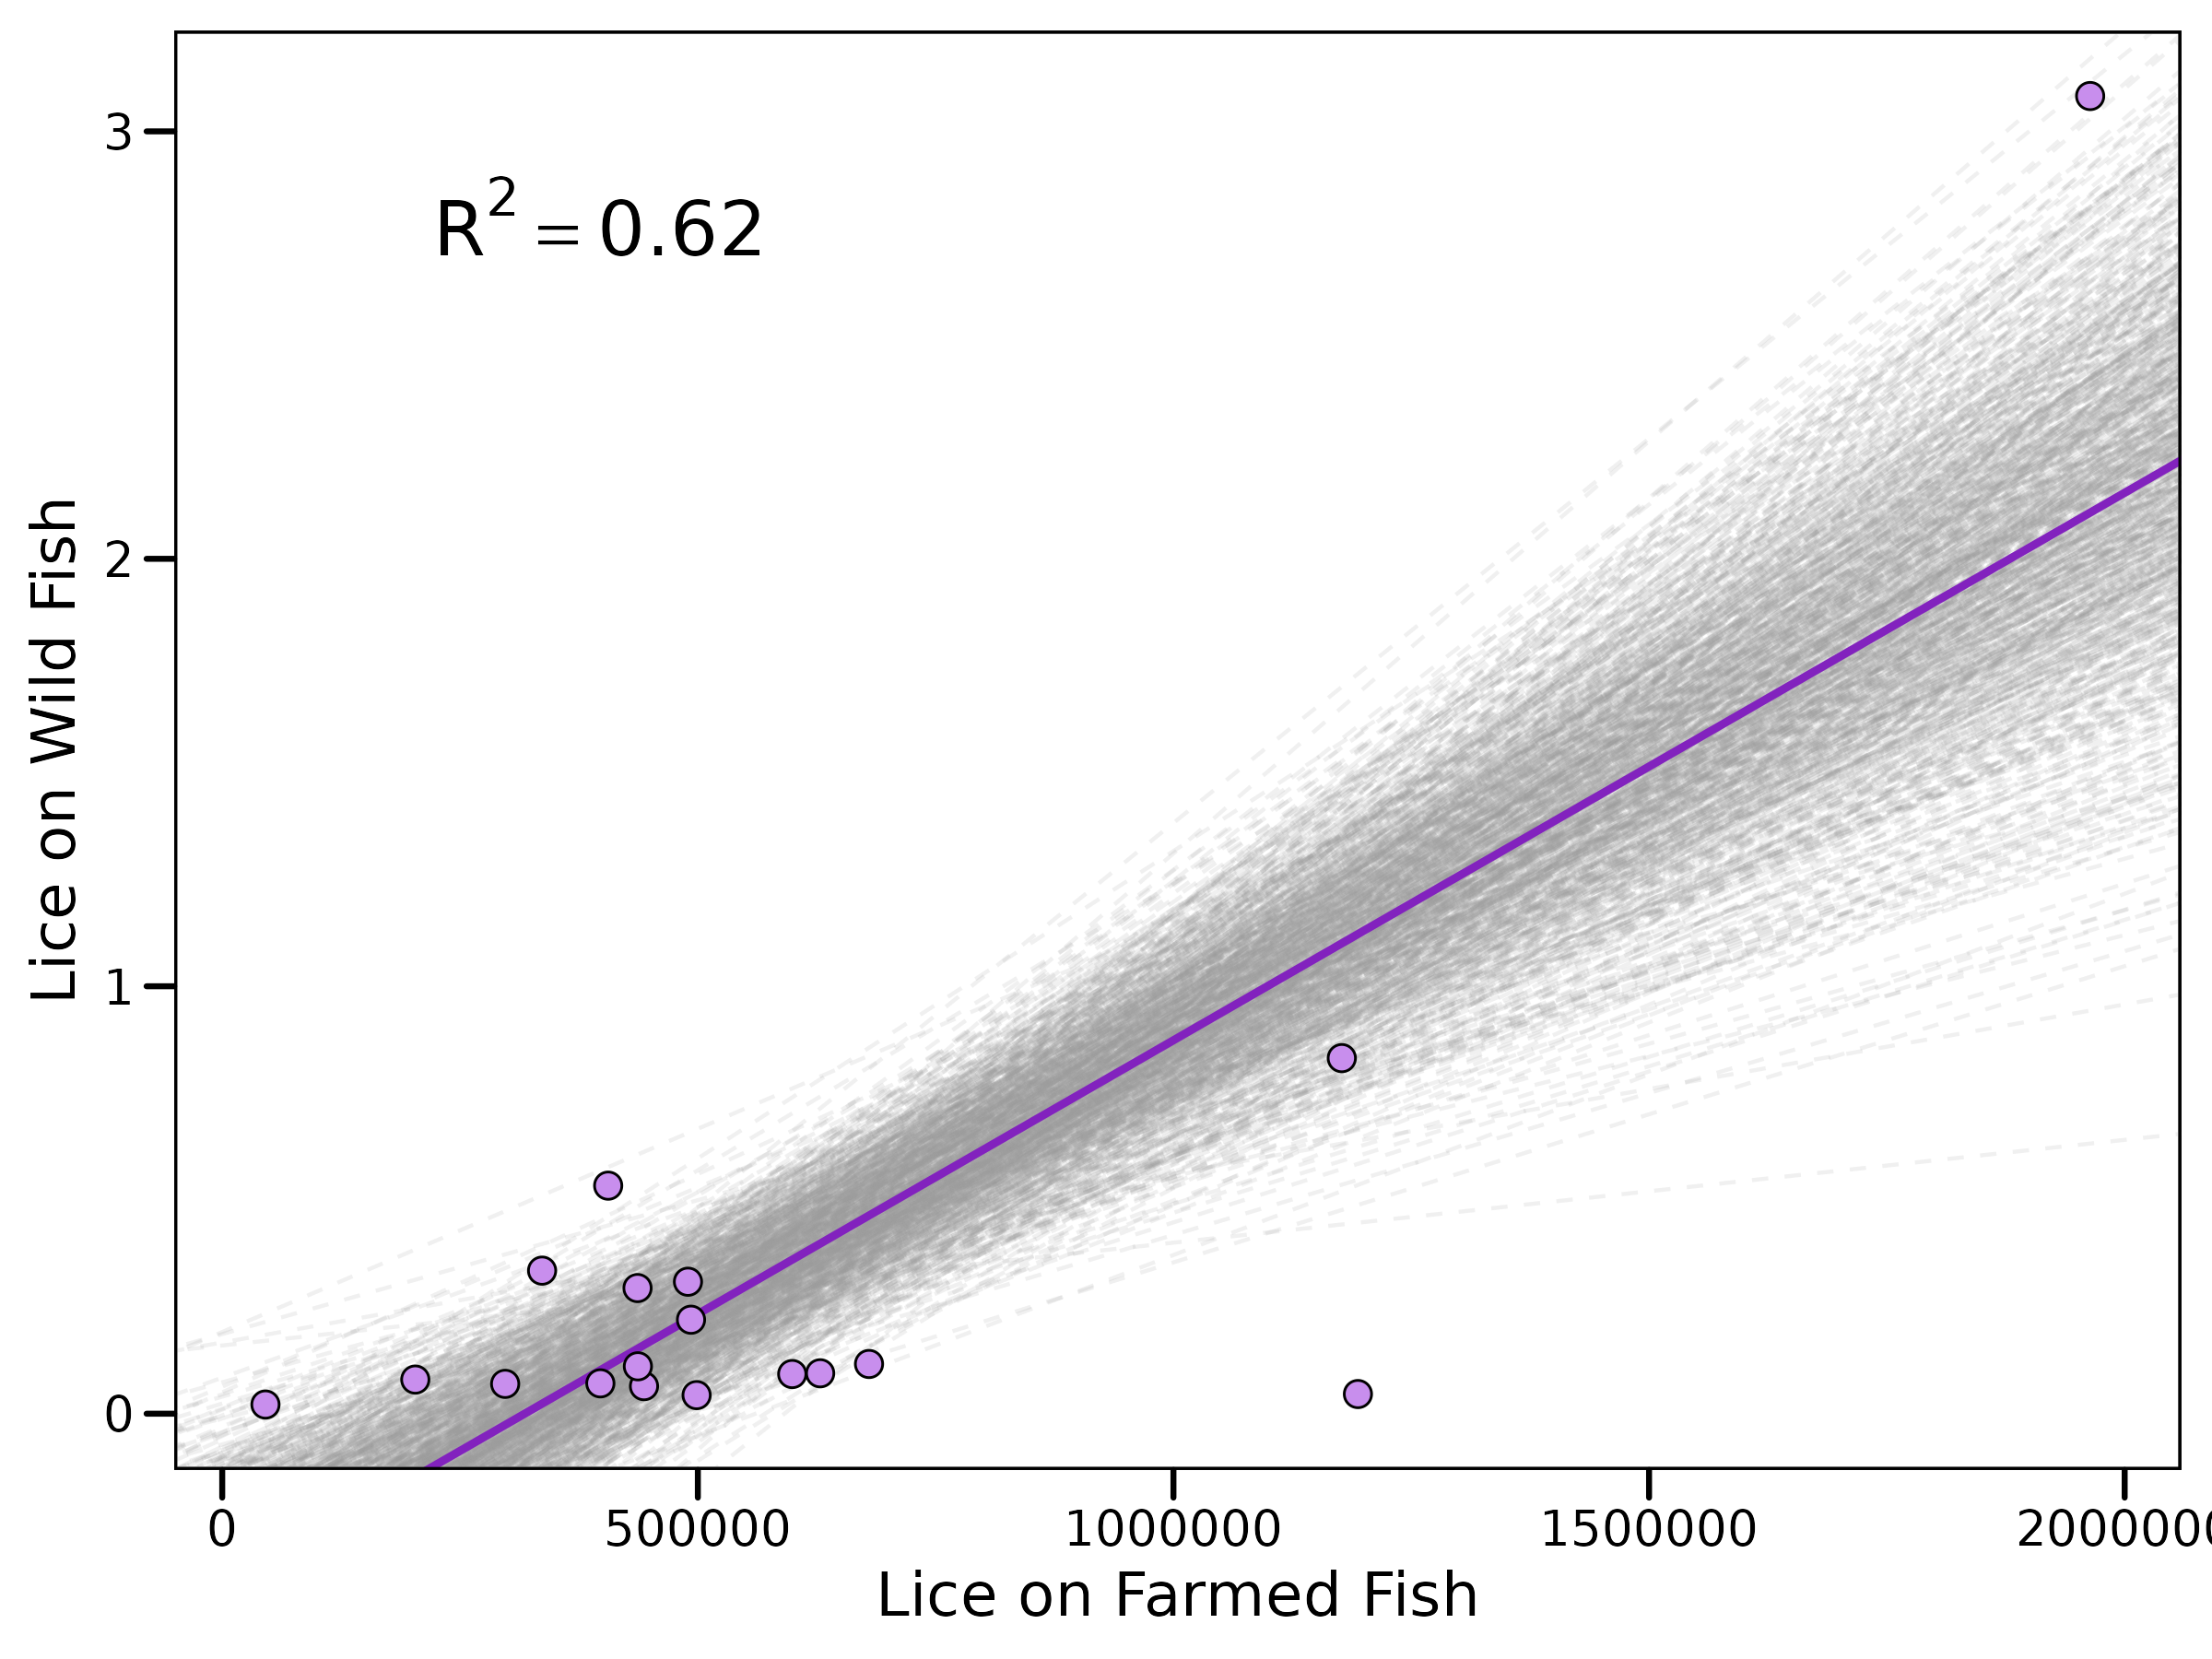 R² = 0.62
3
2
1
0
Lice on Wild Fish
0 500000 1000000 1500000 200000
Lice on Farmed Fish